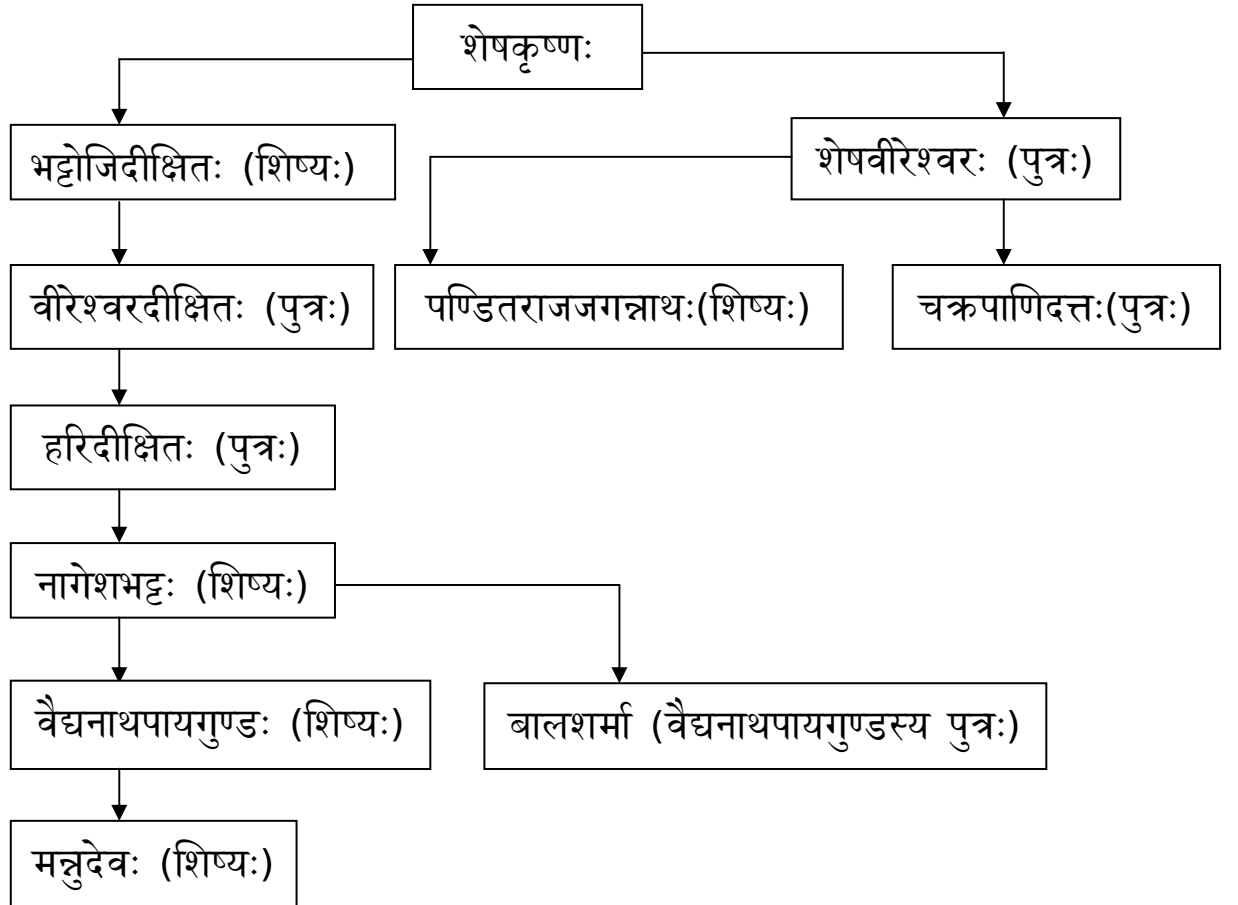 शेषकृष्णः
भट्टोजिदीक्षितः (शिष्यः)
शेषवीरेश्वरः (पुत्रः)
वीरेश्वरदीक्षितः (पुत्रः)
पण्डितराजजगन्नाथः(शिष्यः)
चक्रपाणिदत्तः(पुत्रः)
हरिदीक्षितः (पुत्रः)
नागेशभट्टः (शिष्यः)
वैद्यनाथपायगुण्डः (शिष्यः)
बालशर्मा (वैद्यनाथपायगुण्डस्य पुत्रः)
मन्नुदेवः (शिष्यः)